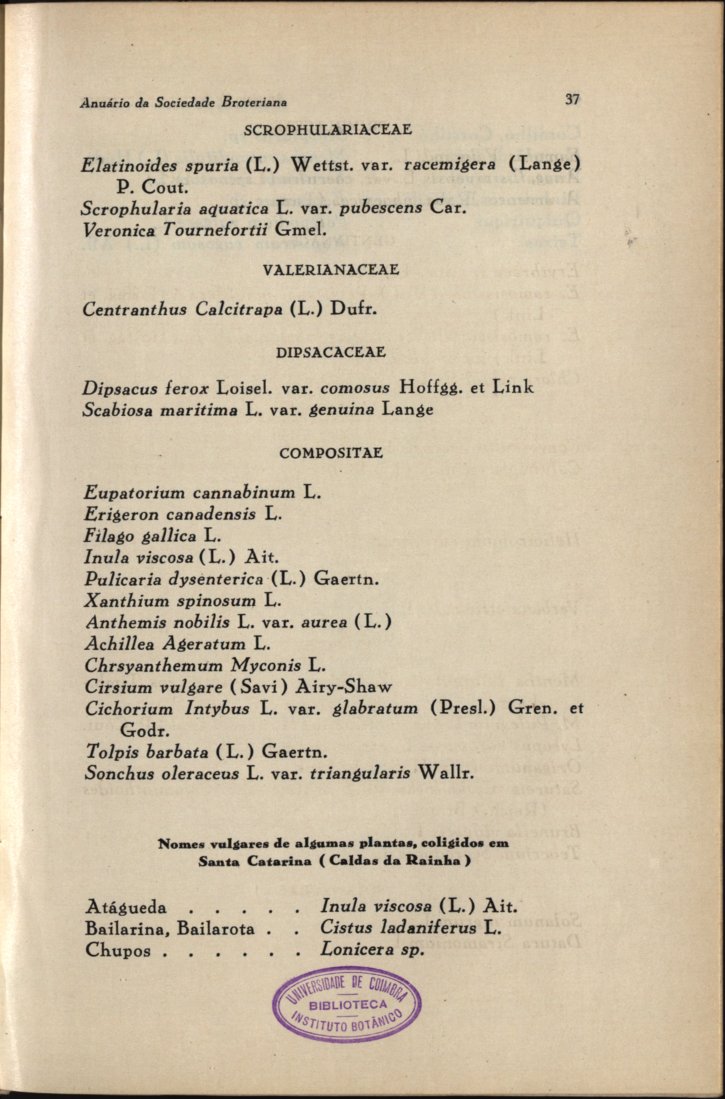 Anuário da Sociedade Broteriana 37
SCROPHULARIACEAE
Elatinoides spuria (L.) Wettst. var. racemigera (Lange)
P. Cout.
Scrophularia aquatica L. var. pubescens Car.
Veronica Tournefortii Gmel.
VALERIANACEAE
Centranthus Calcitrapa (L.) Dufr.
DIPSACACEAE
Dipsacus ferox Loisel. var. comosus Hoffgg. et Link
Scabiosa maritima L. var. genuina Lange
COMPOSITAE
Eupatorium cannabinum L.
Erigeron canadensis L.
Filago gallica L.
Inula viscosa (L.) Ait.
Pulicaria dysenterica (L.) Gaertn.
Xanthium spinosum L.
Anthemis nobilis L. var. aurea (L.)
Achillea Ageratum L.
Chrsyanthemum Myconis L.
Cirsium vulgare (Savi) Airy-Shaw
Cichorium Intybus L. var. glabratum (Presl.) Gren. et
Godr.
Tolpis barbata (L.) Gaertn.
Sonchus oleraceus L. var. triangularis Wallr.
Nomes vulgares de algumas plantas, coligidos em
Santa Catarina (Caldas da Rainha)
Atágueda . . . . . Inula viscosa (L.) Ait.
Bailarina, Bailarota . . Cistus ladaniferus L.
Chupos . . . . . . Lonicera sp.
UNIVERSIDADE DE COIMBRA
BIBLIOTECA
INSTITUTO BOTÂNICO